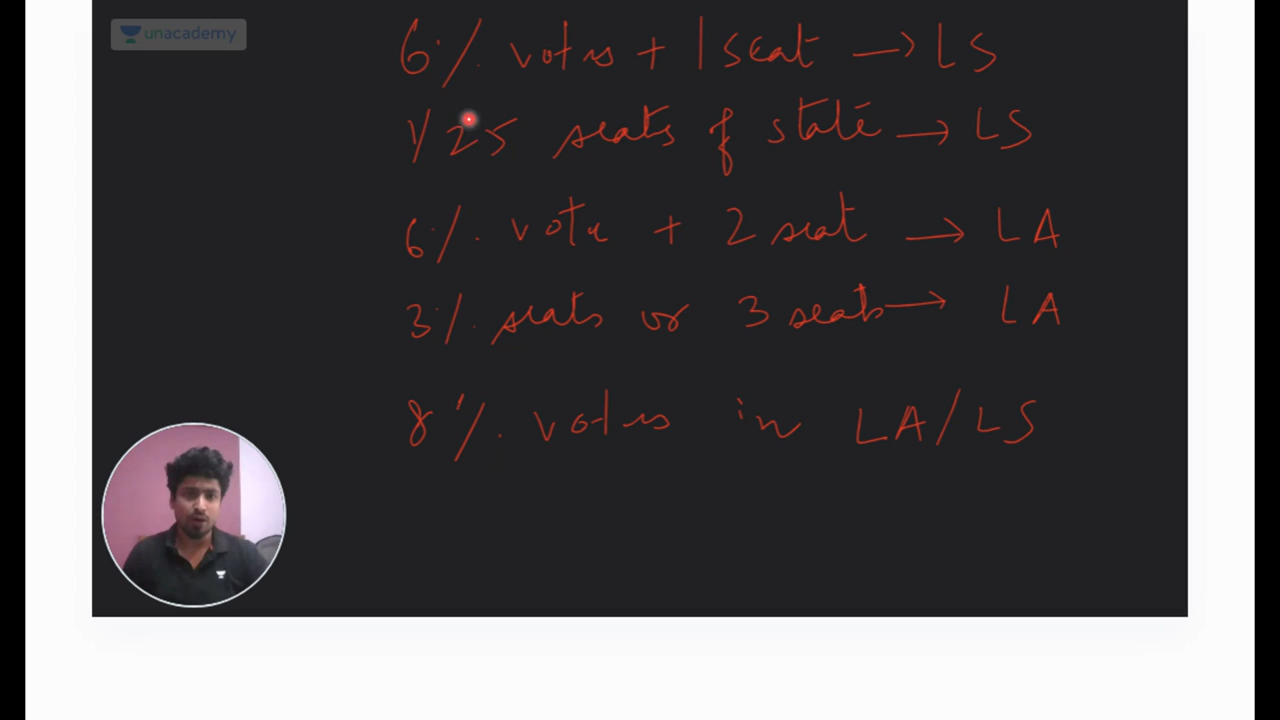 unacademy
6% votes + 1 seat → LS
1/25 seats of state → LS
6% vote + 2 seat → LA
3% seats or 3 seats → LA
8% votes in LA/LS